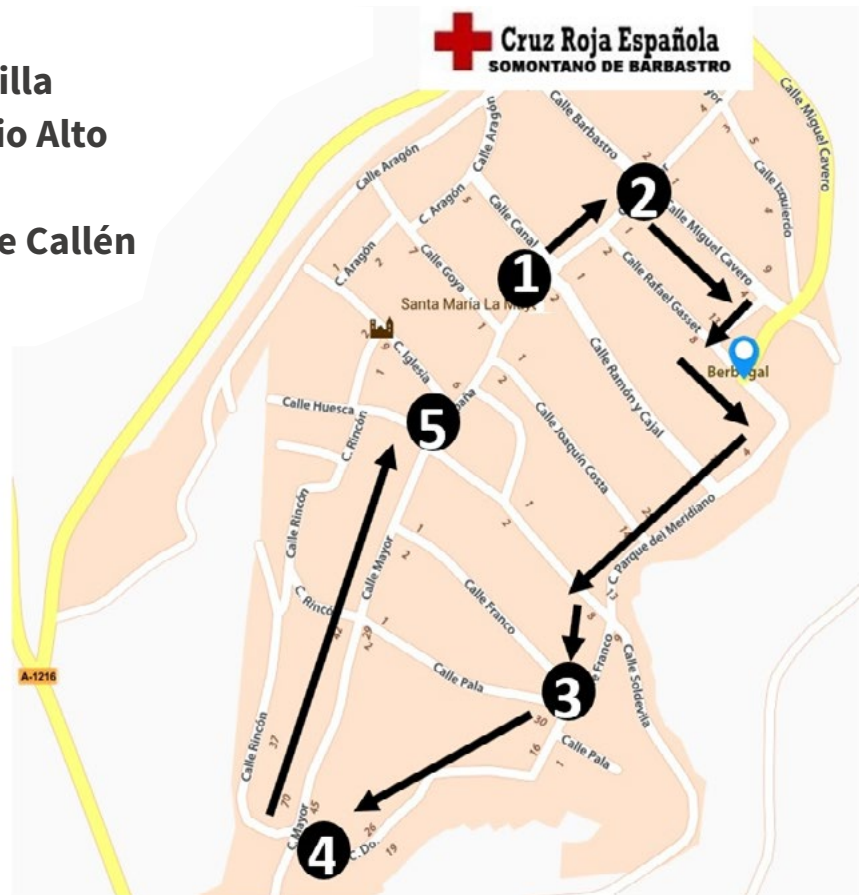 illa
io Alto
e Callén
Cruz Roja Española
SOMONTANO DE BARBASTRO
Calle Miguel Cavero
Calle Barbastro
Calle Aragón
Calle Izquierdo
Calle Aragón
C. Aragón
Calle Canal
Calle Miguel Cavero
Calle Rafael Gasset
C. Aragón
Calle Goya
Santa María La
Berbegal
C. Iglesia
Calle Ramón y Cajal
Calle Huesca
C. Rincón
Calle Joaquín Costa
Calle Rincón
Calle Mayor
C. Parque del Meridiano
Calle Franco
C. Rincó
Franco
Calle Soldevila
Calle Pala
Calle Pala
A-1216
Calle Rincón
C. Mayor
C. Do
1
2
3
4
5